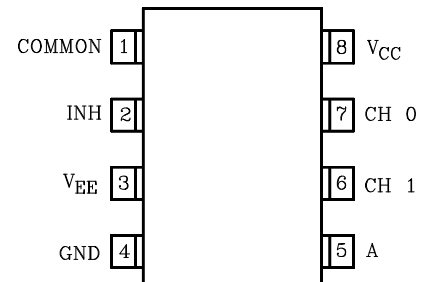 COMMON 1 8 VCC
INH 2 7 CH 0
VEE 3 6 CH 1
GND 4 5 A